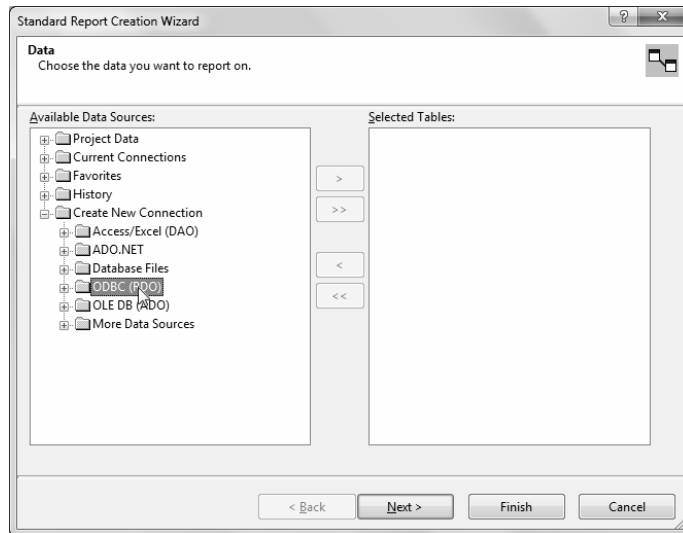 Standard Report Creation Wizard
Data
Choose the data you want to report on.
Available Data Sources:
Selected Tables:
Project Data
Current Connections
Favorites
History
Create New Connection
Access/Excel (DAO)
ADO.NET
Database Files
ODBC (RDO)
OLE DB (ADO)
More Data Sources
>
>>
<
<<
< Back
Next >
Finish
Cancel